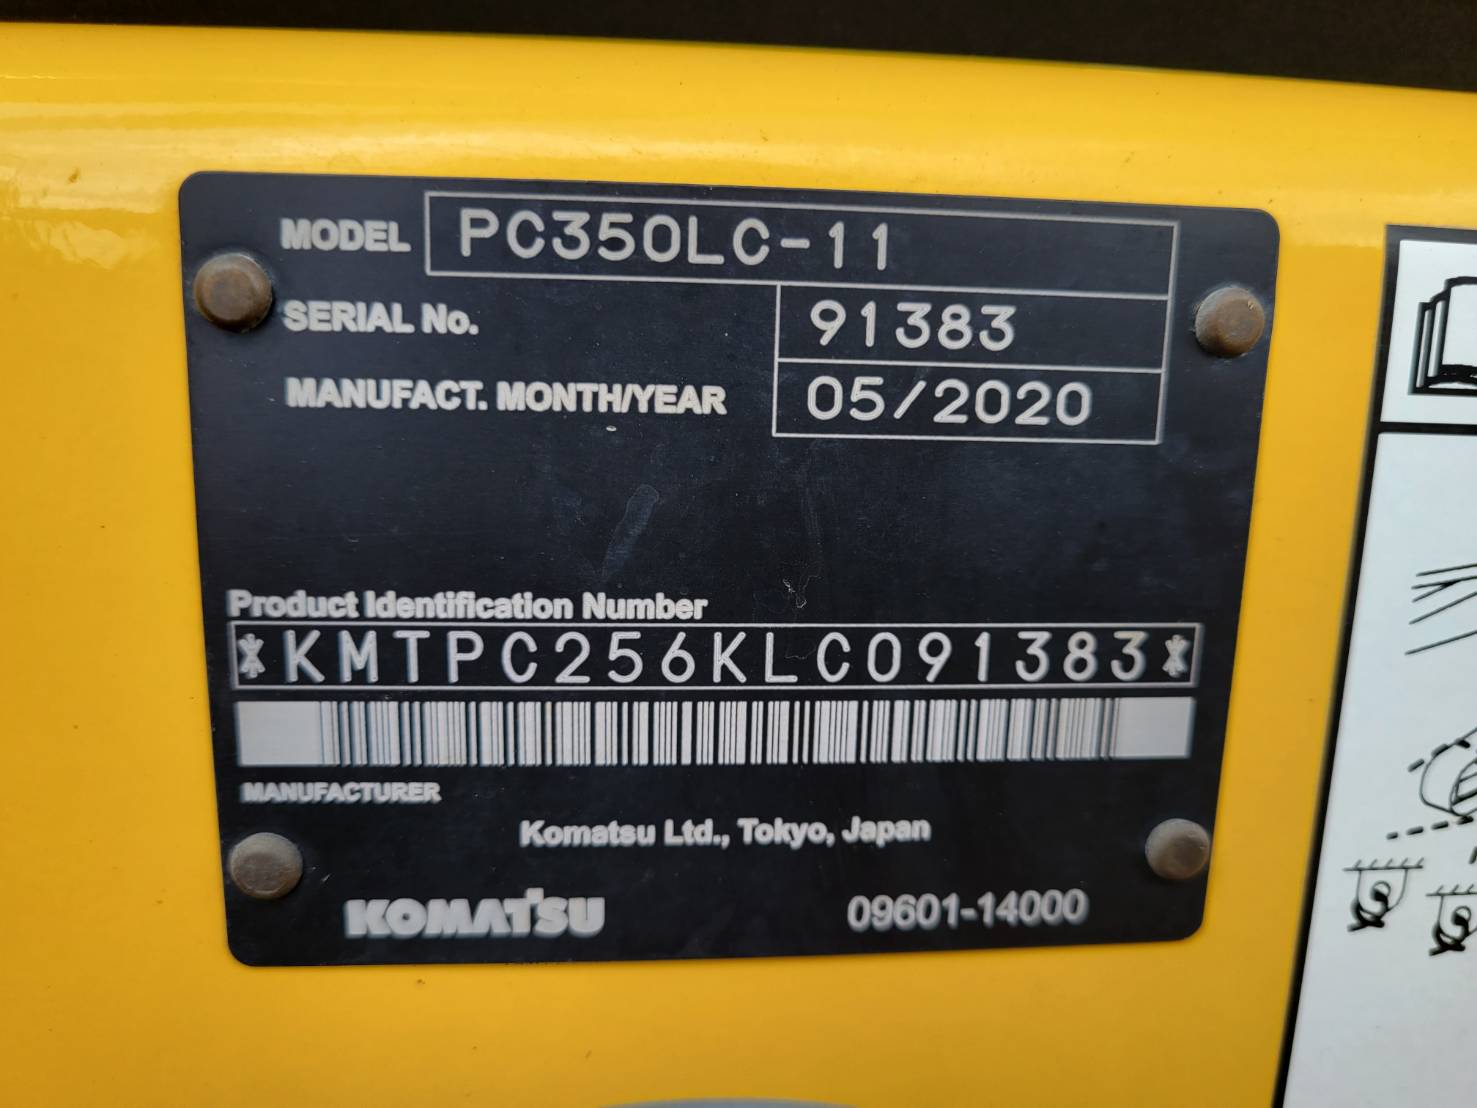 MODEL PC350LC-11
SERIAL No. 91383
MANUFACT. MONTH/YEAR 05/2020
Product Identification Number
*KMTPC256KLC091383*
MANUFACTURER
Komatsu Ltd., Tokyo, Japan
KOMATSU 09601-14000